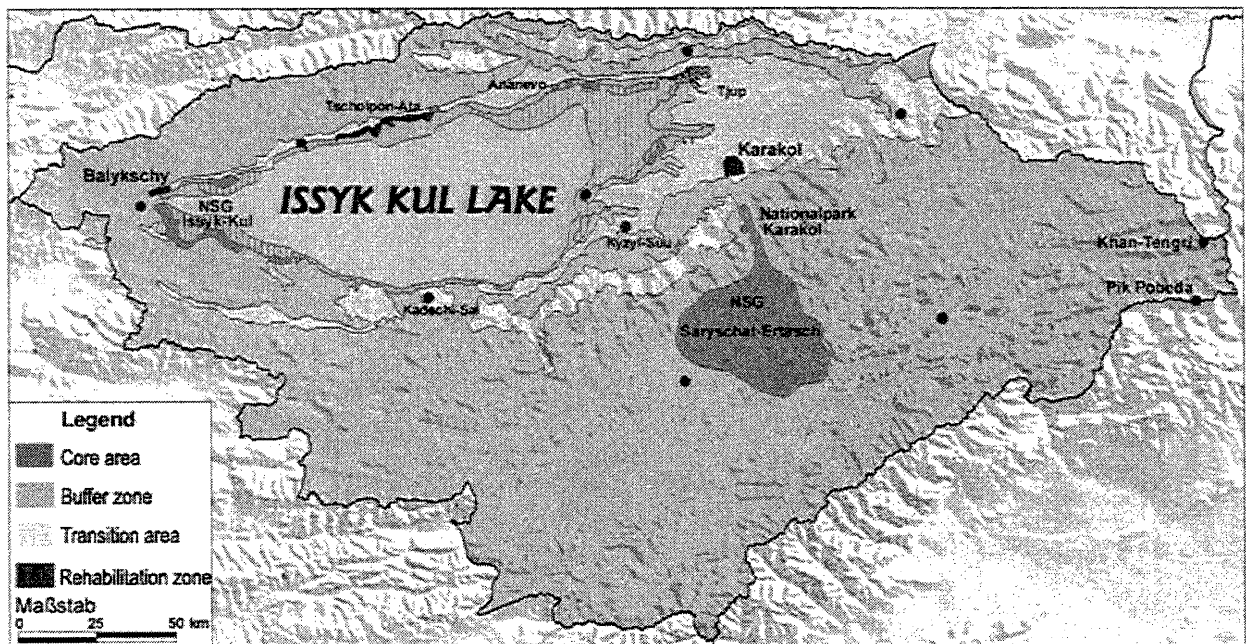 Ananevo
Tjup
Tscholpon-Ata
Karakol
Balykschy
ISSYK KUL LAKE
NSG
Issyk-Kul
Nationalpark
Karakol
Kyzyl-Suu
Khan-Tengri
Pik Pobeda
Kadschi-Sai
NSG
Saryschat-Ertasch
Legend
Core area
Buffer zone
Transition area
Rehabilitation zone
Maßstab
0 25 50 km